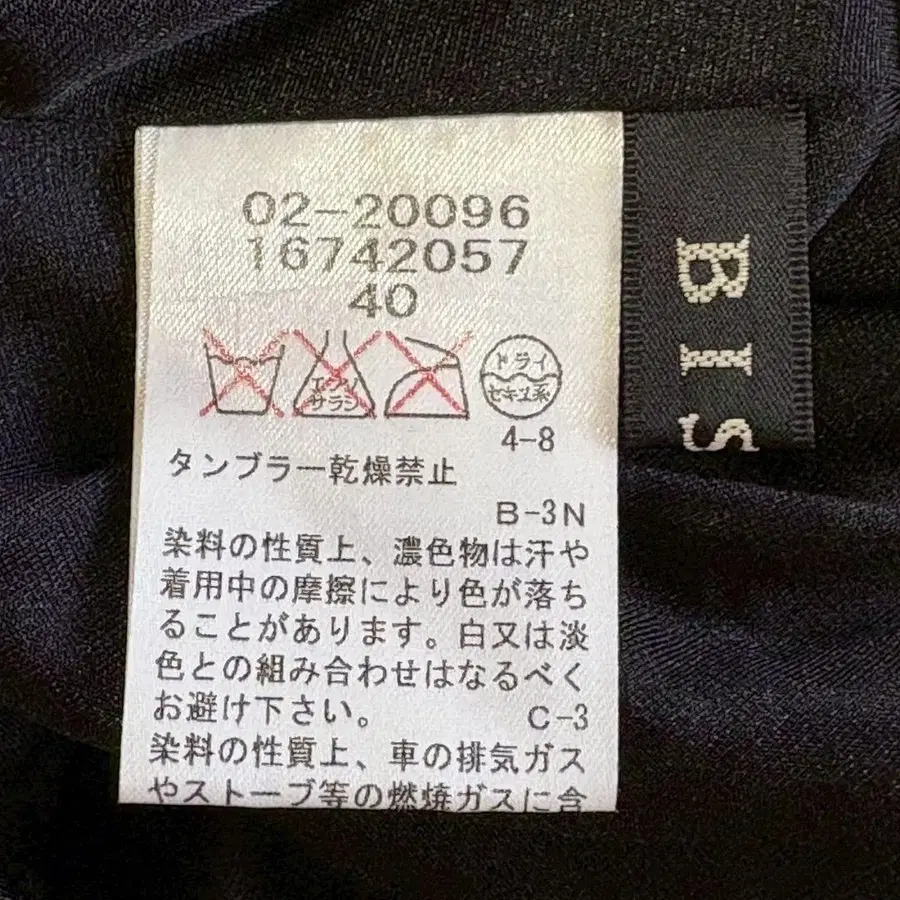 02-20096
16742057
40
エンソ
サラシ
ドライ
セキユ系
4-8
タンブラー乾燥禁止
B-3N
染料の性質上、濃色物は汗や
着用中の摩擦により色が落ち
ることがあります。白又は淡
色との組み合わせはなるべく
お避け下さい。
C-3
染料の性質上、車の排気ガス
やストーブ等の燃焼ガスに含
BIS